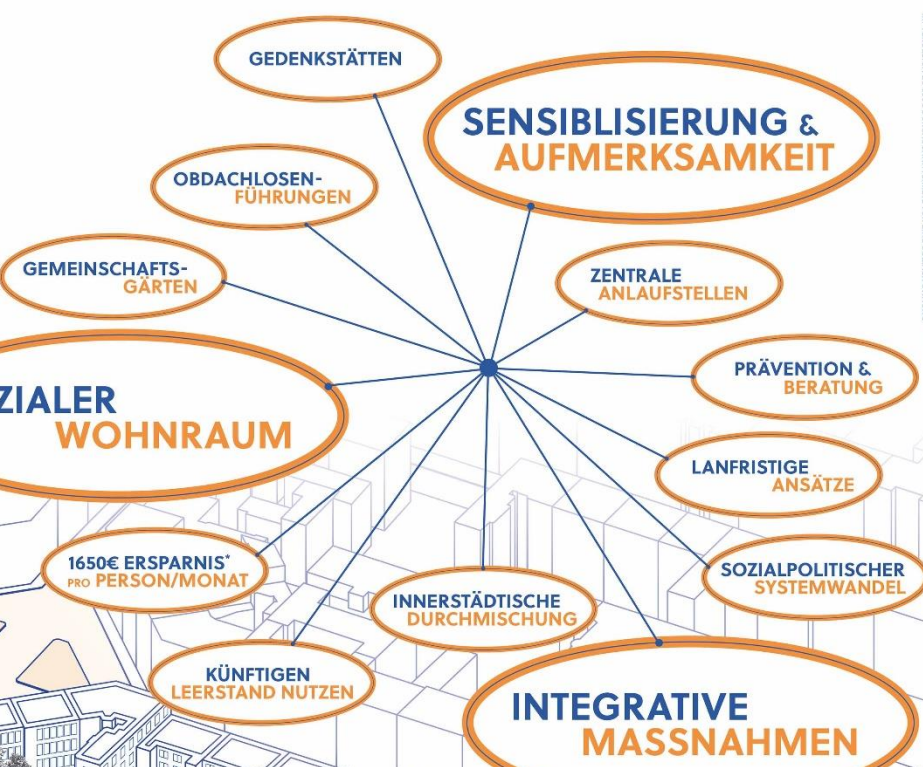 GEDENKSTÄTTEN
SENSIBLISIERUNG &
AUFMERKSAMKEIT
OBDACHLOSEN-
FÜHRUNGEN
GEMEINSCHAFTS-
GÄRTEN
ZENTRALE
ANLAUFSTELLEN
PRÄVENTION &
BERATUNG
ZIALER
WOHNRAUM
LANFRISTIGE
ANSÄTZE
1650€ ERSPARNIS*
PRO PERSON/MONAT
SOZIALPOLITISCHER
SYSTEMWANDEL
INNERSTÄDTISCHE
DURCHMISCHUNG
KÜNFTIGEN
LEERSTAND NUTZEN
INTEGRATIVE
MASSNAHMEN